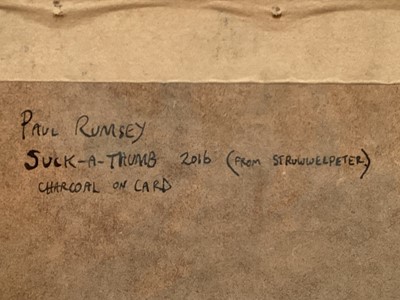 PAUL RUMSEY
SUCK-A-THUMB 2016 (FROM STRUWWELPETER)
CHARCOAL ON CARD